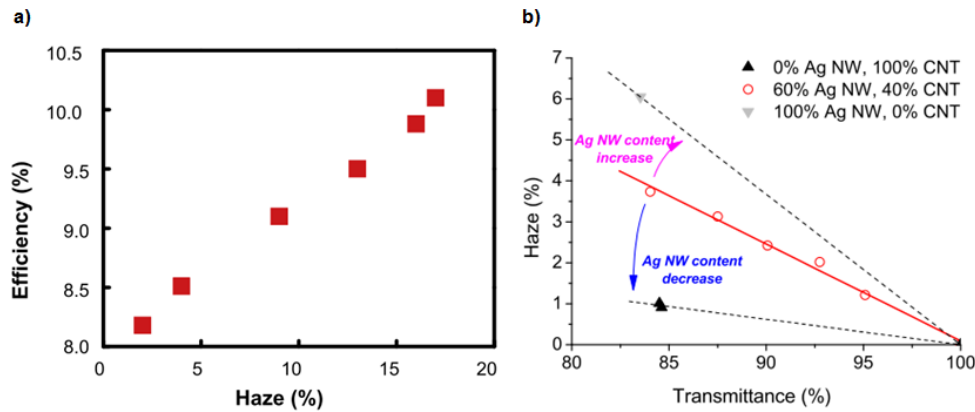 a)
10.5
10.0
9.5
9.0
8.5
8.0
0
5
10
15
20
Efficiency (%)
Haze (%)
b)
7
6
5
4
3
2
1
0
80
85
90
95
100
Haze (%)
Transmittance (%)
0% Ag NW, 100% CNT
60% Ag NW, 40% CNT
100% Ag NW, 0% CNT
Ag NW content
increase
Ag NW content
decrease